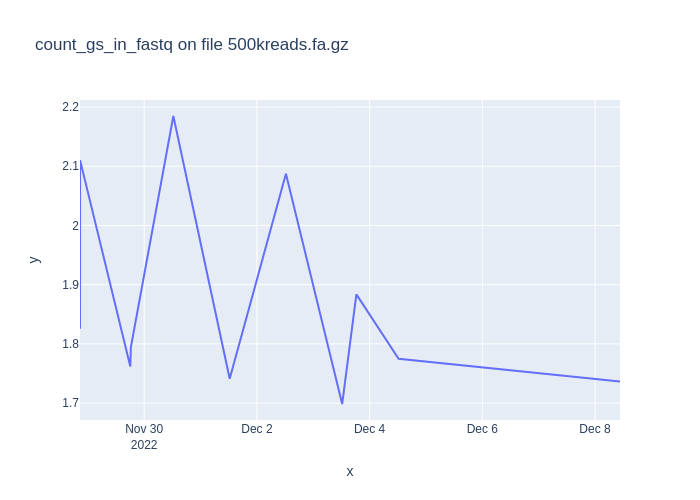 count_gs_in_fastq on file 500kreads.fa.gz
2.2
2.1
2
1.9
1.8
1.7
y
Nov 30
2022
Dec 2
Dec 4
Dec 6
Dec 8
x